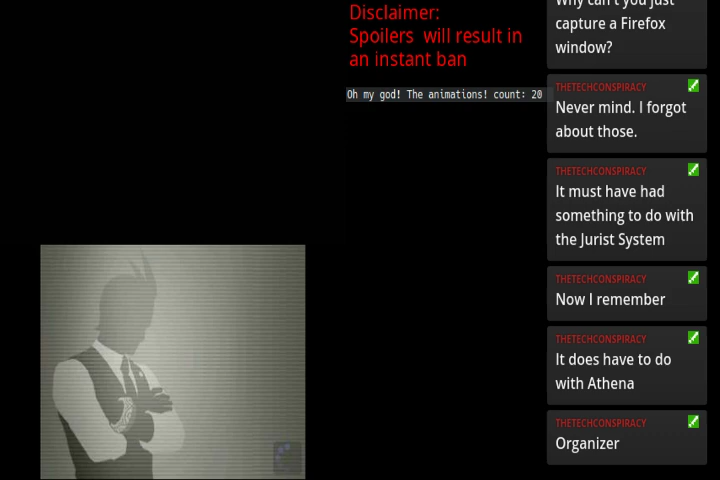 Disclaimer:
Spoilers will result in
an instant ban
Oh my god! The animations! count: 20
Why can't you just
capture a Firefox
window?
THETECHCONSPIRACY
Never mind. I forgot
about those.
THETECHCONSPIRACY
It must have had
something to do with
the Jurist System
THETECHCONSPIRACY
Now I remember
THETECHCONSPIRACY
It does have to do
with Athena
THETECHCONSPIRACY
Organizer